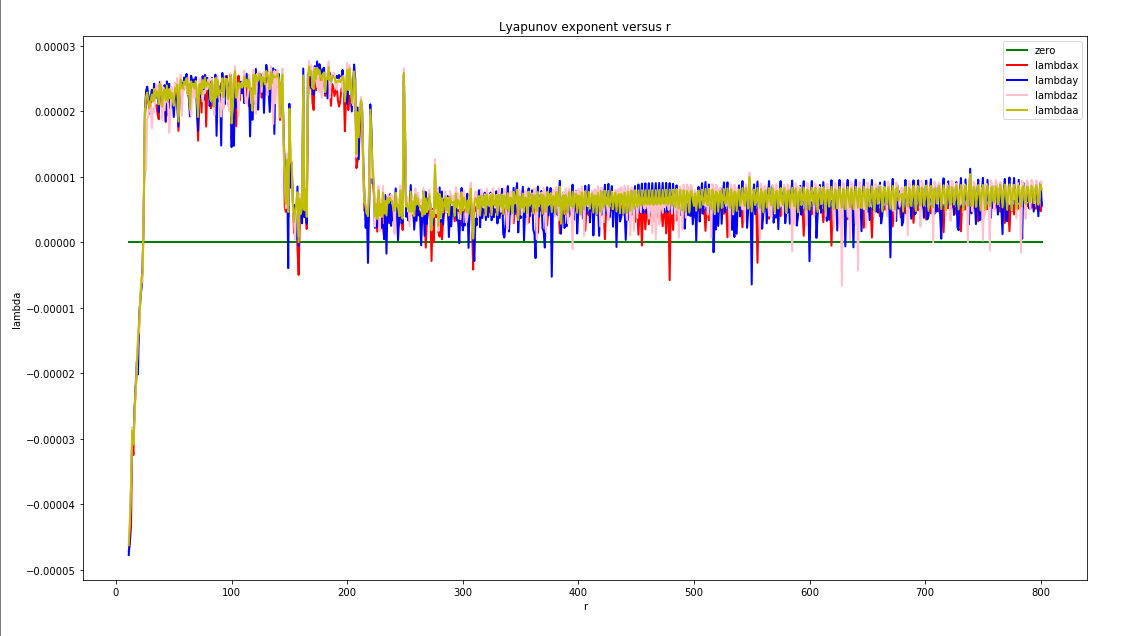 Lyapunov exponent versus r
0.00003
0.00002
0.00001
0.00000
−0.00001
−0.00002
−0.00003
−0.00004
−0.00005
lambda
zero
lambdax
lambday
lambdaz
lambdaa
0 100 200 300 400 500 600 700 800
r